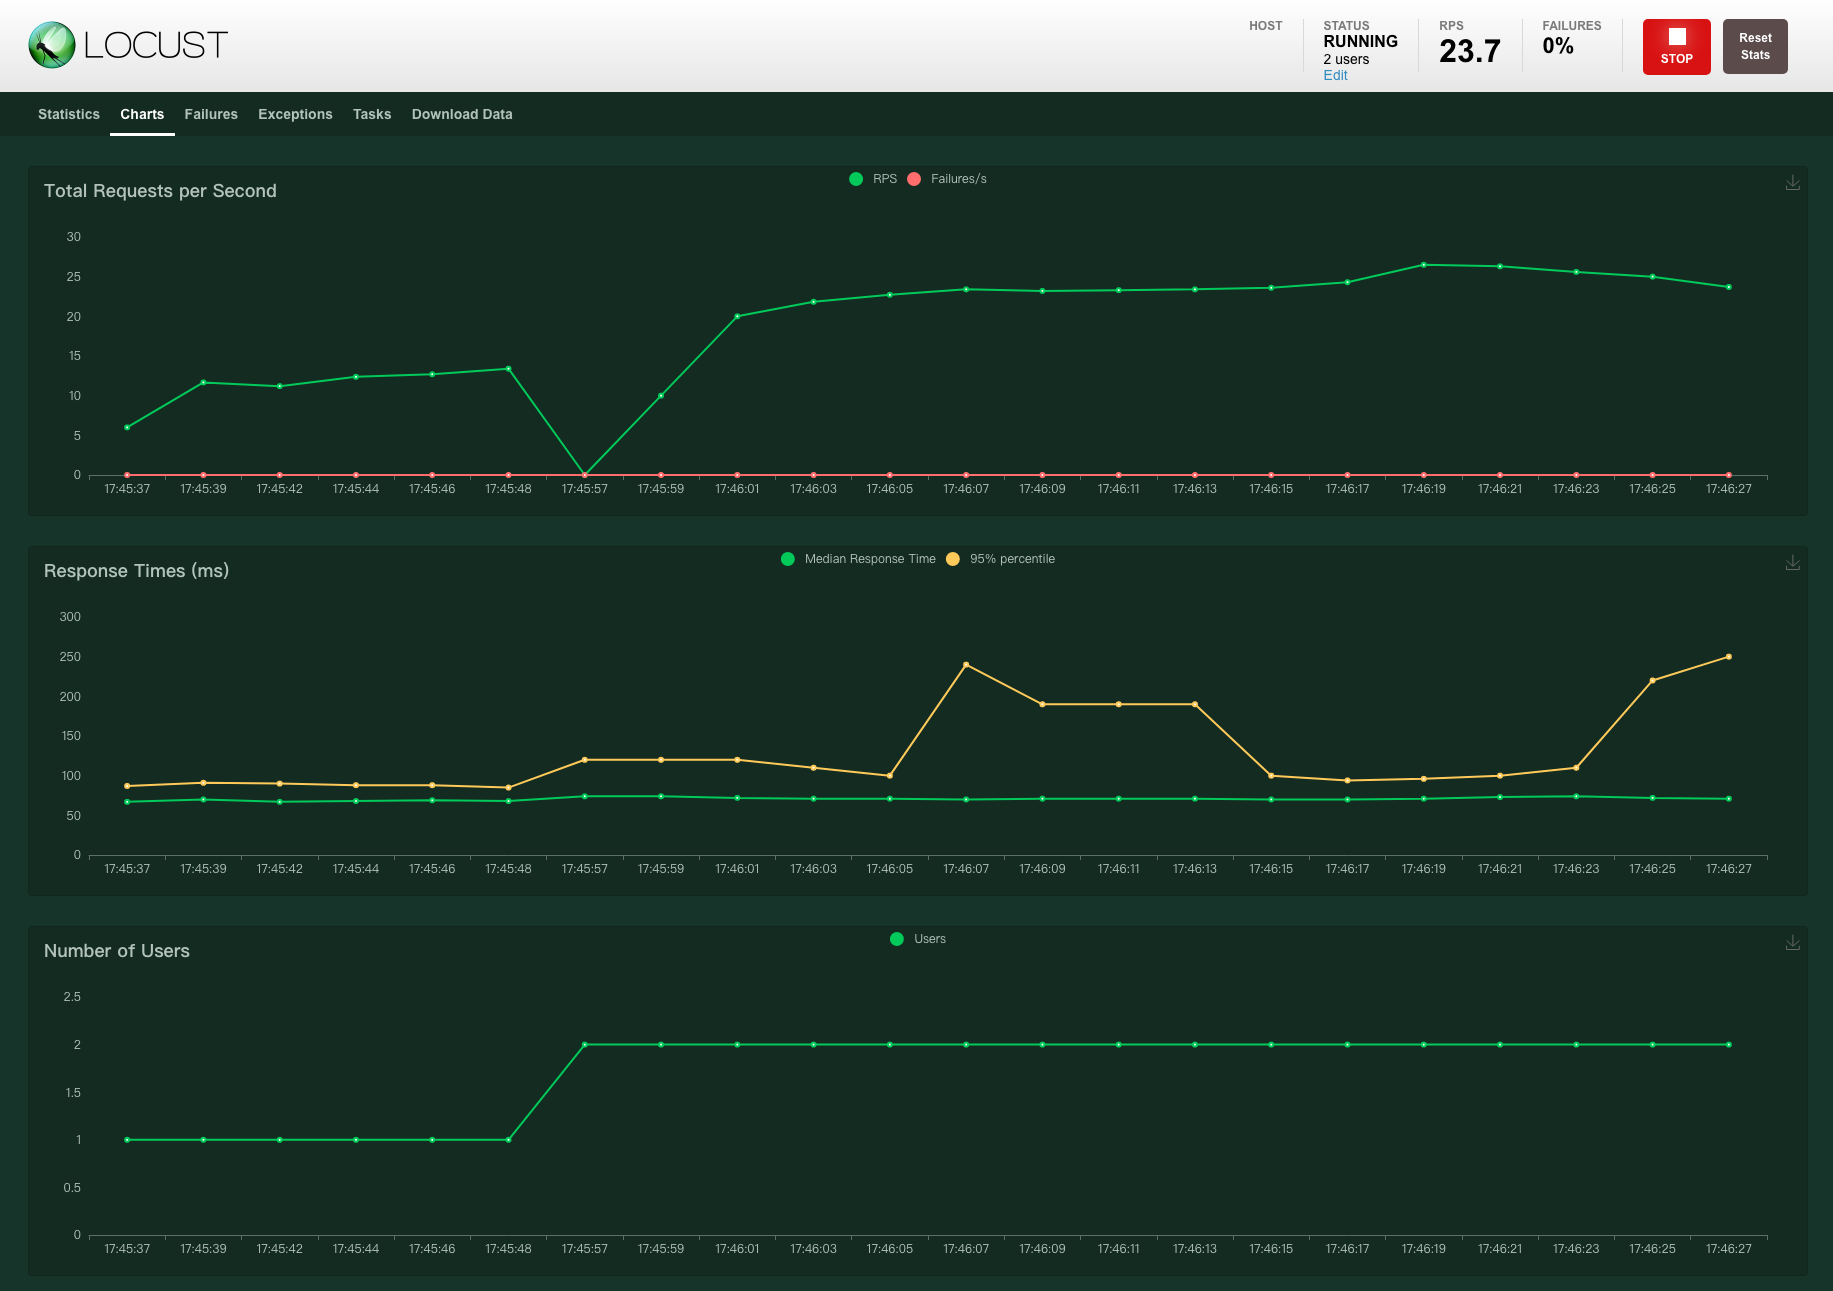 LOCUST
HOST
STATUS
RUNNING
2 users
Edit
RPS
23.7
FAILURES
0%
STOP
Reset
Stats
Statistics Charts Failures Exceptions Tasks Download Data
Total Requests per Second
RPS Failures/s
30
25
20
15
10
5
0
17:45:37 17:45:39 17:45:42 17:45:44 17:45:46 17:45:48 17:45:57 17:45:59 17:46:01 17:46:03 17:46:05 17:46:07 17:46:09 17:46:11 17:46:13 17:46:15 17:46:17 17:46:19 17:46:21 17:46:23 17:46:25 17:46:27
Response Times (ms)
Median Response Time 95% percentile
300
250
200
150
100
50
0
17:45:37 17:45:39 17:45:42 17:45:44 17:45:46 17:45:48 17:45:57 17:45:59 17:46:01 17:46:03 17:46:05 17:46:07 17:46:09 17:46:11 17:46:13 17:46:15 17:46:17 17:46:19 17:46:21 17:46:23 17:46:25 17:46:27
Number of Users
Users
2.5
2
1.5
1
0.5
0
17:45:37 17:45:39 17:45:42 17:45:44 17:45:46 17:45:48 17:45:57 17:45:59 17:46:01 17:46:03 17:46:05 17:46:07 17:46:09 17:46:11 17:46:13 17:46:15 17:46:17 17:46:19 17:46:21 17:46:23 17:46:25 17:46:27